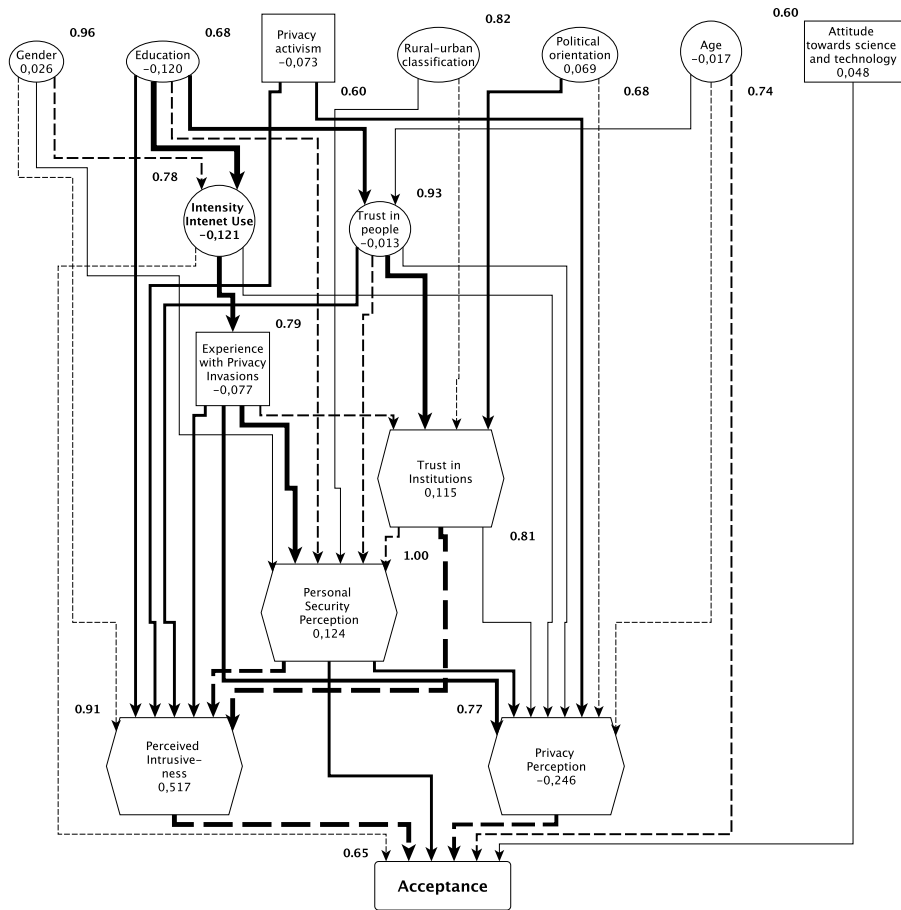 0.96
Gender
0,026
0.68
Education
−0,120
Privacy
activism
−0,073
0.60
0.82
Rural-urban
classification
Political
orientation
0,069
0.68
Age
−0,017
0.74
0.60
Attitude
towards science
and technology
0,048
0.78
Intensity
Intenet Use
−0,121
0.93
Trust in
people
−0,013
0.79
Experience
with Privacy
Invasions
−0,077
Trust in
Institutions
0,115
0.81
1.00
Personal
Security
Perception
0,124
0.91
Perceived
Intrusive-
ness
0,517
0.77
Privacy
Perception
−0,246
0.65
Acceptance